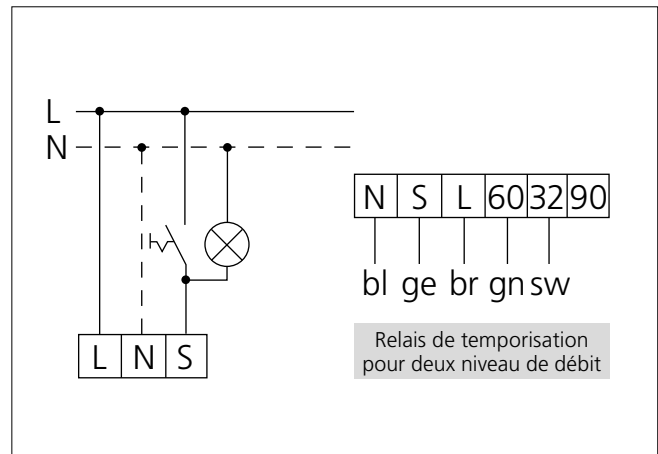 L
N
L N S
N S L 60 32 90
bl ge br gn sw
Relais de temporisation
pour deux niveau de débit